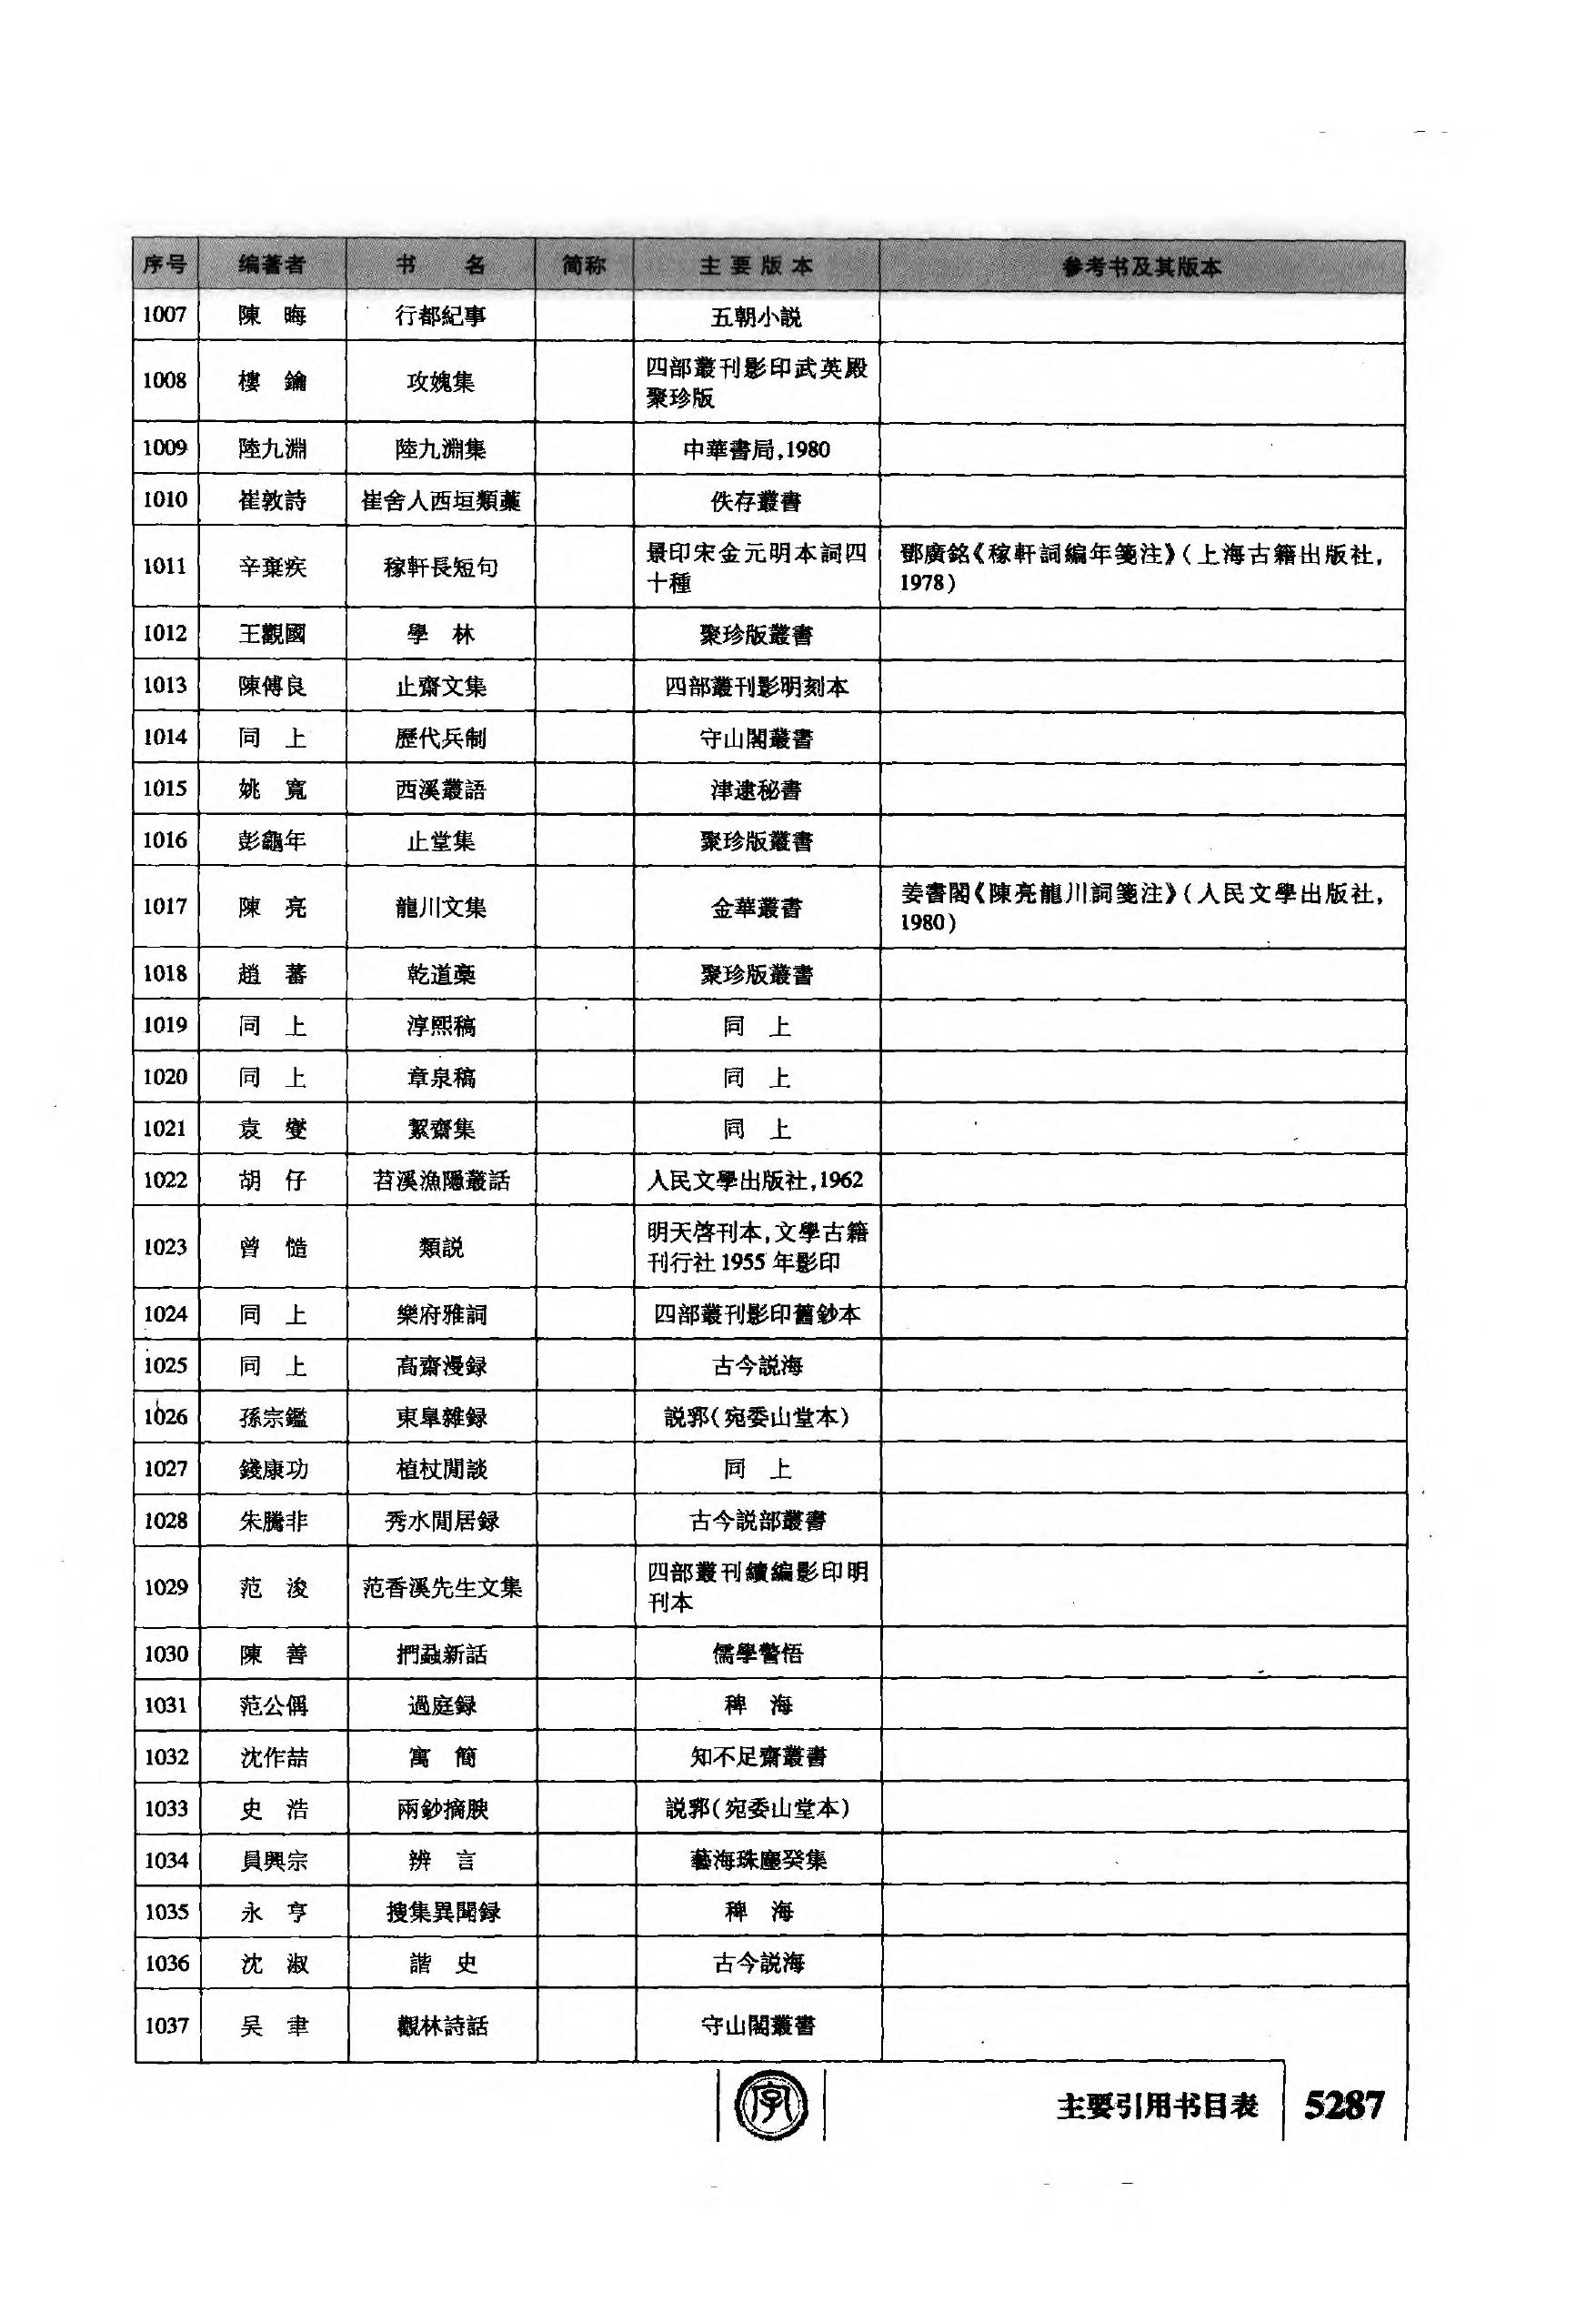 序号 编著者 书 名 简称 主要版本 参考书及其版本
1007 陳 晦 行都紀事 五朝小説
1008 樓 鑰 攻媿集 四部叢刊影印武英殿
聚珍版
1009 陸九淵 陸九淵集 中華書局,1980
1010 崔敦詩 崔舍人西垣類藁 佚存叢書
1011 辛棄疾 稼軒長短句 景印宋金元明本詞四 鄧廣銘《稼軒詞編年箋注》(上海古籍出版社,
十種 1978)
1012 王觀國 學 林 聚珍版叢書
1013 陳傅良 止齋文集 四部叢刊影明刻本
1014 同 上 歷代兵制 守山閣叢書
1015 姚 寬 西溪叢語 津逮秘書
1016 彭龜年 止堂集 聚珍版叢書
1017 陳 亮 龍川文集 金華叢書 姜書閣《陳亮龍川詞箋注》(人民文學出版社,
1980)
1018 趙 蕃 乾道藁 聚珍版叢書
1019 同 上 淳熙稿 同 上
1020 同 上 章泉稿 同 上
1021 袁 燮 絜齋集 同 上
1022 胡 仔 苕溪漁隱叢話 人民文學出版社,1962
1023 曾 慥 類説 明天啓刊本,文學古籍
刊行社1955年影印
1024 同 上 樂府雅詞 四部叢刊影印舊鈔本
1025 同 上 高齋漫録 古今説海
1026 孫宗鑑 東皐雜録 説郛(宛委山堂本)
1027 錢康功 植杖閒談 同 上
1028 朱勝非 秀水閒居録 古今説部叢書
1029 范 浚 范香溪先生文集 四部叢刊續編影印明
刊本
1030 陳 善 捫蝨新話 儒學警悟
1031 范公偁 過庭録 稗 海
1032 沈作喆 寓 簡 知不足齋叢書
1033 史 浩 兩鈔摘腴 説郛(宛委山堂本)
1034 員興宗 辨 言 藝海珠塵癸集
1035 永 亨 搜集異聞録 稗 海
1036 沈 淑 諧 史 古今説海
1037 吴 聿 觀林詩話 守山閣叢書
字
主要引用书目表 5287